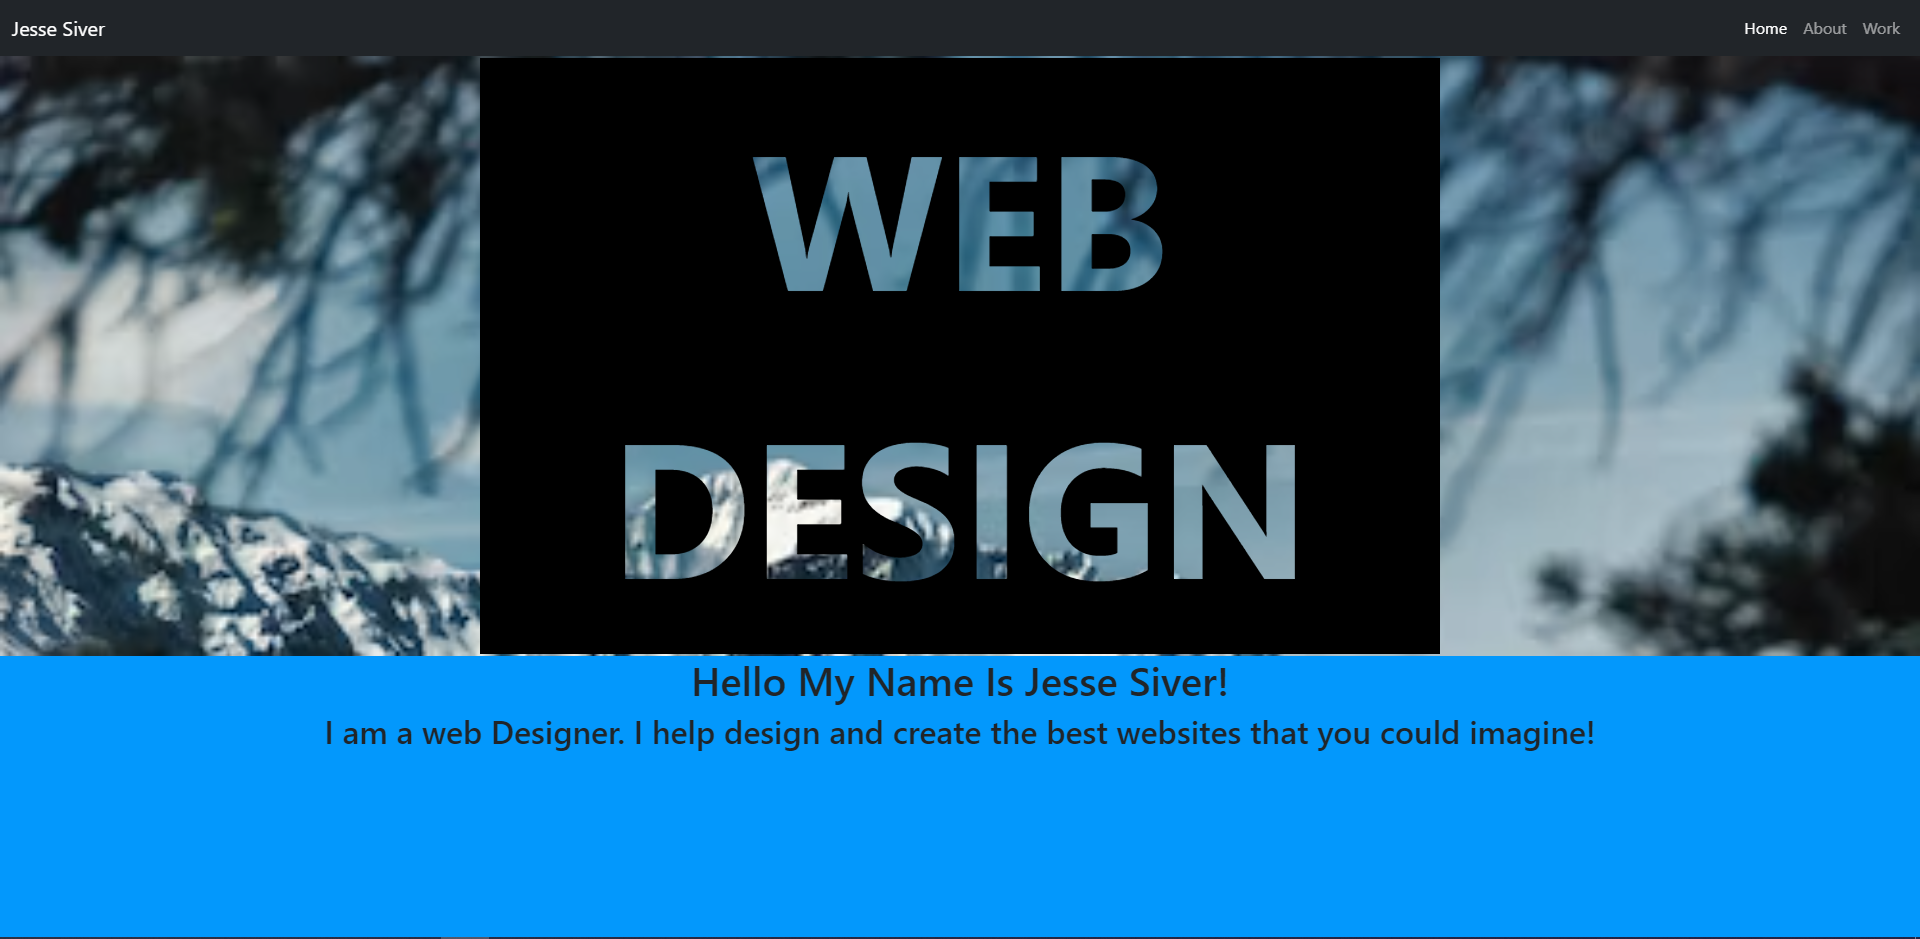 Jesse Siver
Home About Work
WEB
DESIGN
Hello My Name Is Jesse Siver!
I am a web Designer. I help design and create the best websites that you could imagine!